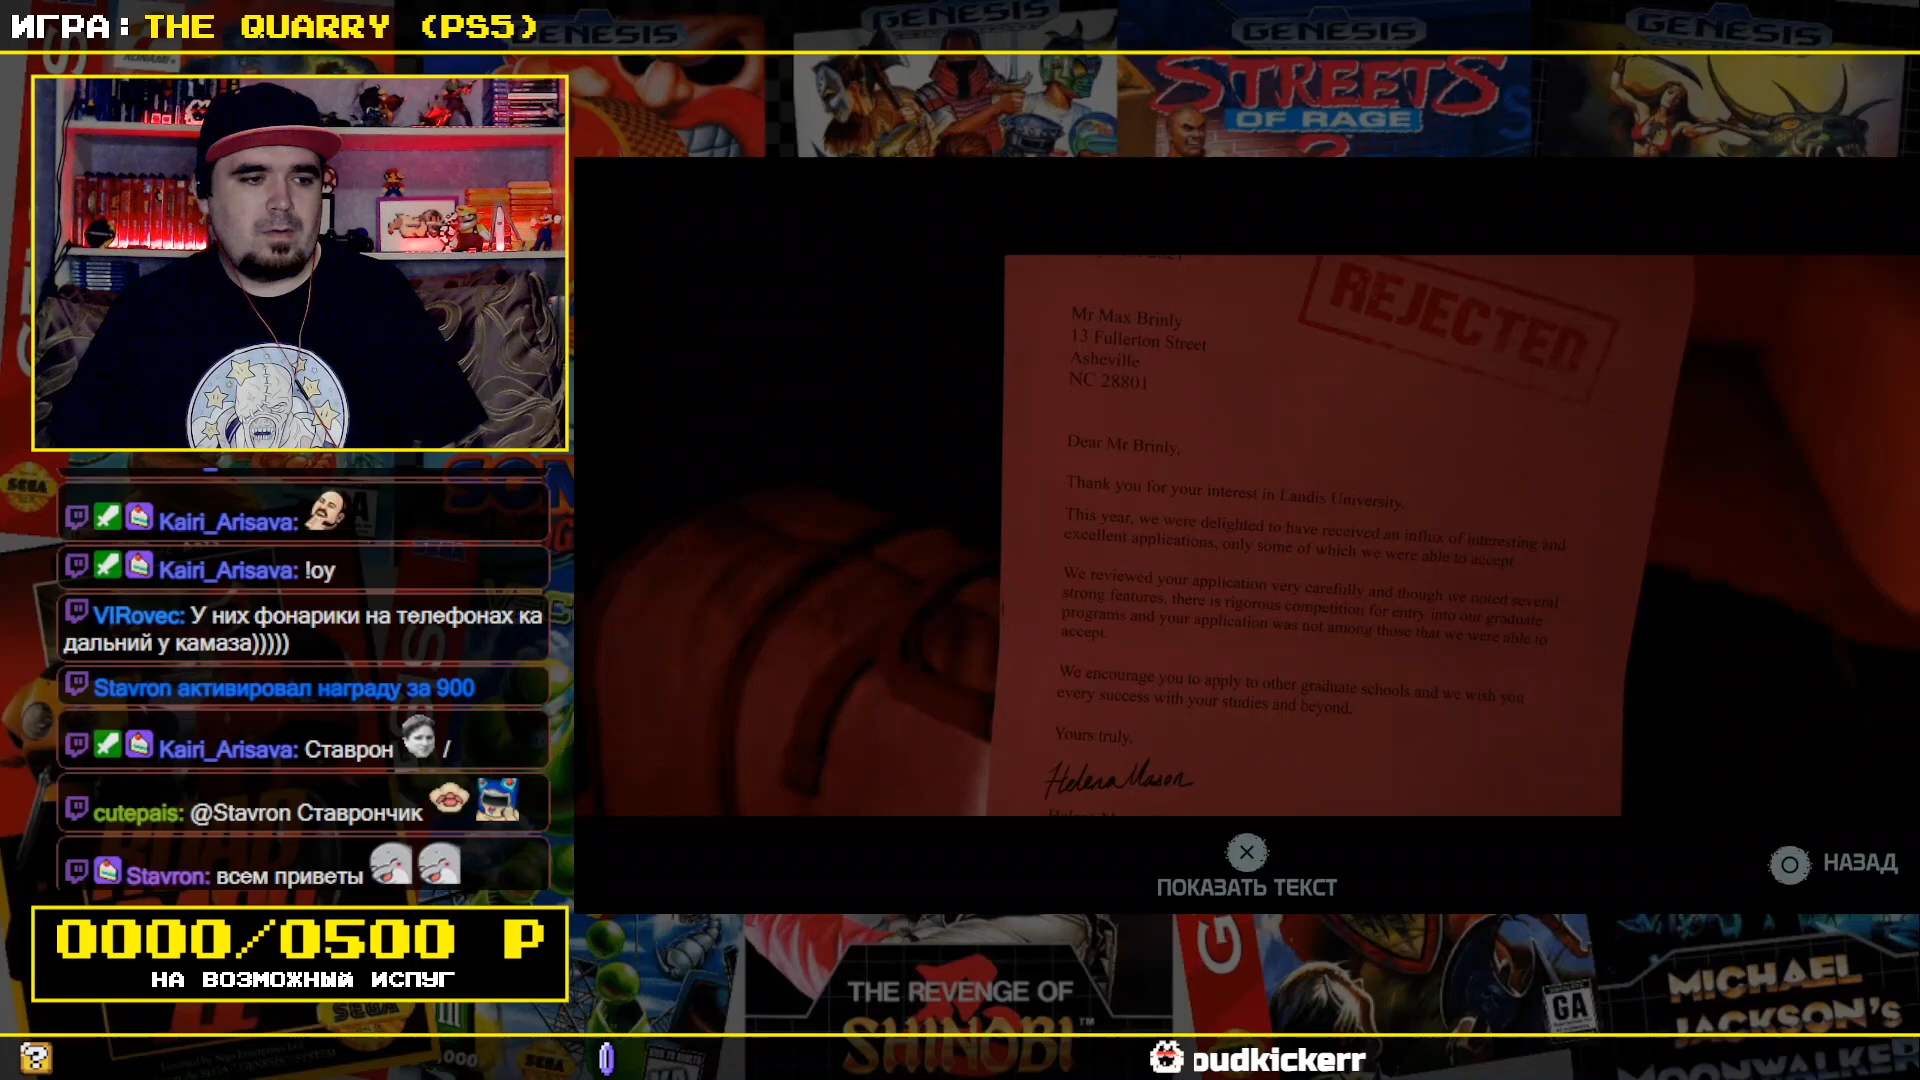 ИГРА: THE QUARRY (PS5)
GENESIS
GENESIS
GENESIS
GENESIS
KONAMI
STREETS
OF RAGE
2
REJECTED
Mr Max Brinly
13 Fullerton Street
Asheville
NC 28801
Dear Mr Brinly,
Thank you for your interest in Landis University.
This year, we were delighted to have received an influx of interesting and
excellent applications, only some of which we were able to accept
We reviewed your application very carefully and though we noted several
strong features, there is rigorous competition for entry into our graduate
programs and your application was not among those that we were able to
accept.
We encourage you to apply to other graduate schools and we wish you
every success with your studies and beyond.
Yours truly,
Helena Mason
ПОКАЗАТЬ ТЕКСТ
НАЗАД
SEGA
Kairi_Arisava:
Kairi_Arisava: !оу
VIRovec: У них фонарики на телефонах ка
дальний у камаза)))))
Stavron активировал награду за 900
Kairi_Arisava: Ставрон /
cutepais: @Stavron Ставрончик
Stavron: всем приветы
0000/0500 Р
НА ВОЗМОЖНЫЙ ИСПУГ
THE REVENGE OF
SHINOBI™
GA
MICHAEL
JACKSON'S
MOONWALKER
SEGA
oudkickerr